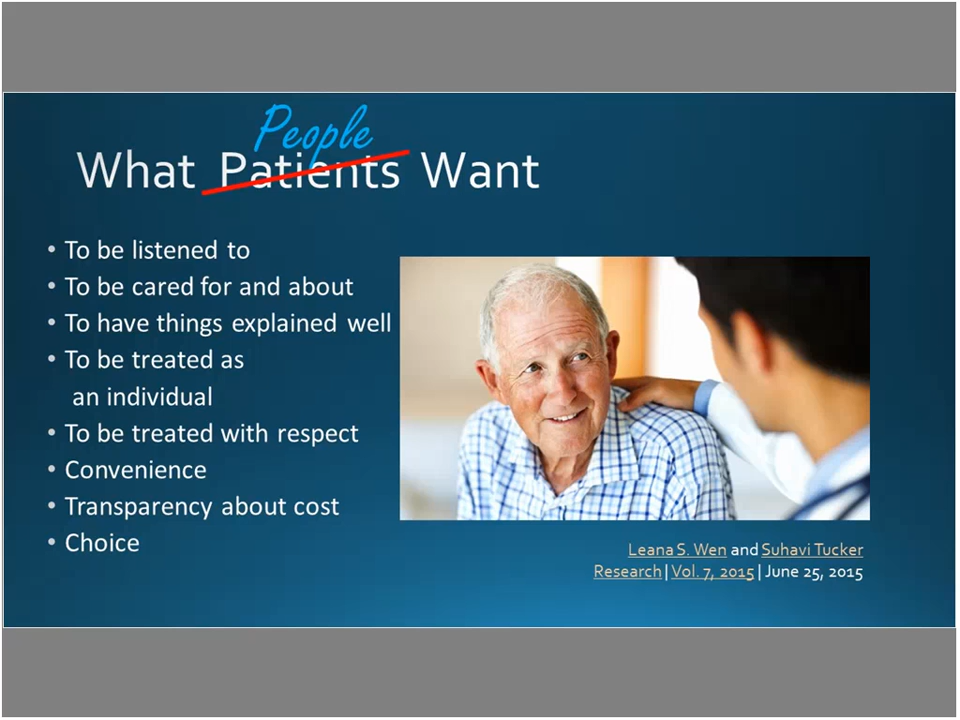 People
What Patients Want
• To be listened to
• To be cared for and about
• To have things explained well
• To be treated as
an individual
• To be treated with respect
• Convenience
• Transparency about cost
• Choice
Leana S. Wen and Suhavi Tucker
Research | Vol. 7, 2015 | June 25, 2015